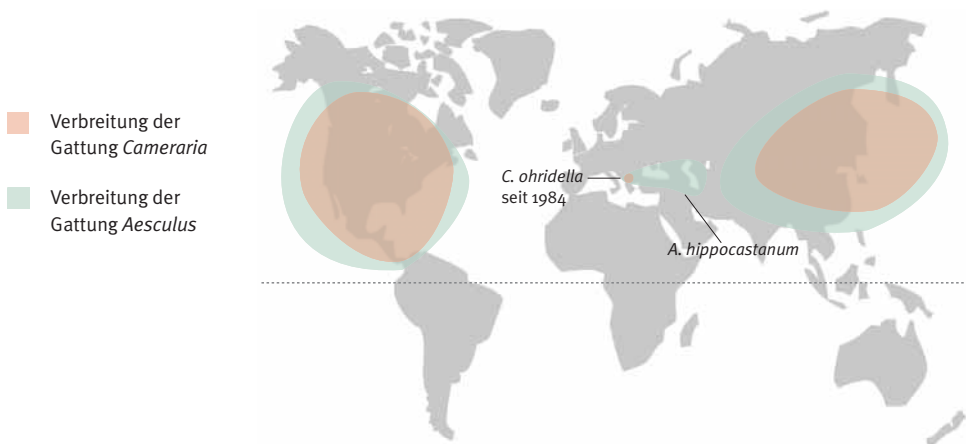 Verbreitung der
Gattung Cameraria
Verbreitung der
Gattung Aesculus
C. ohridella
seit 1984
A. hippocastanum